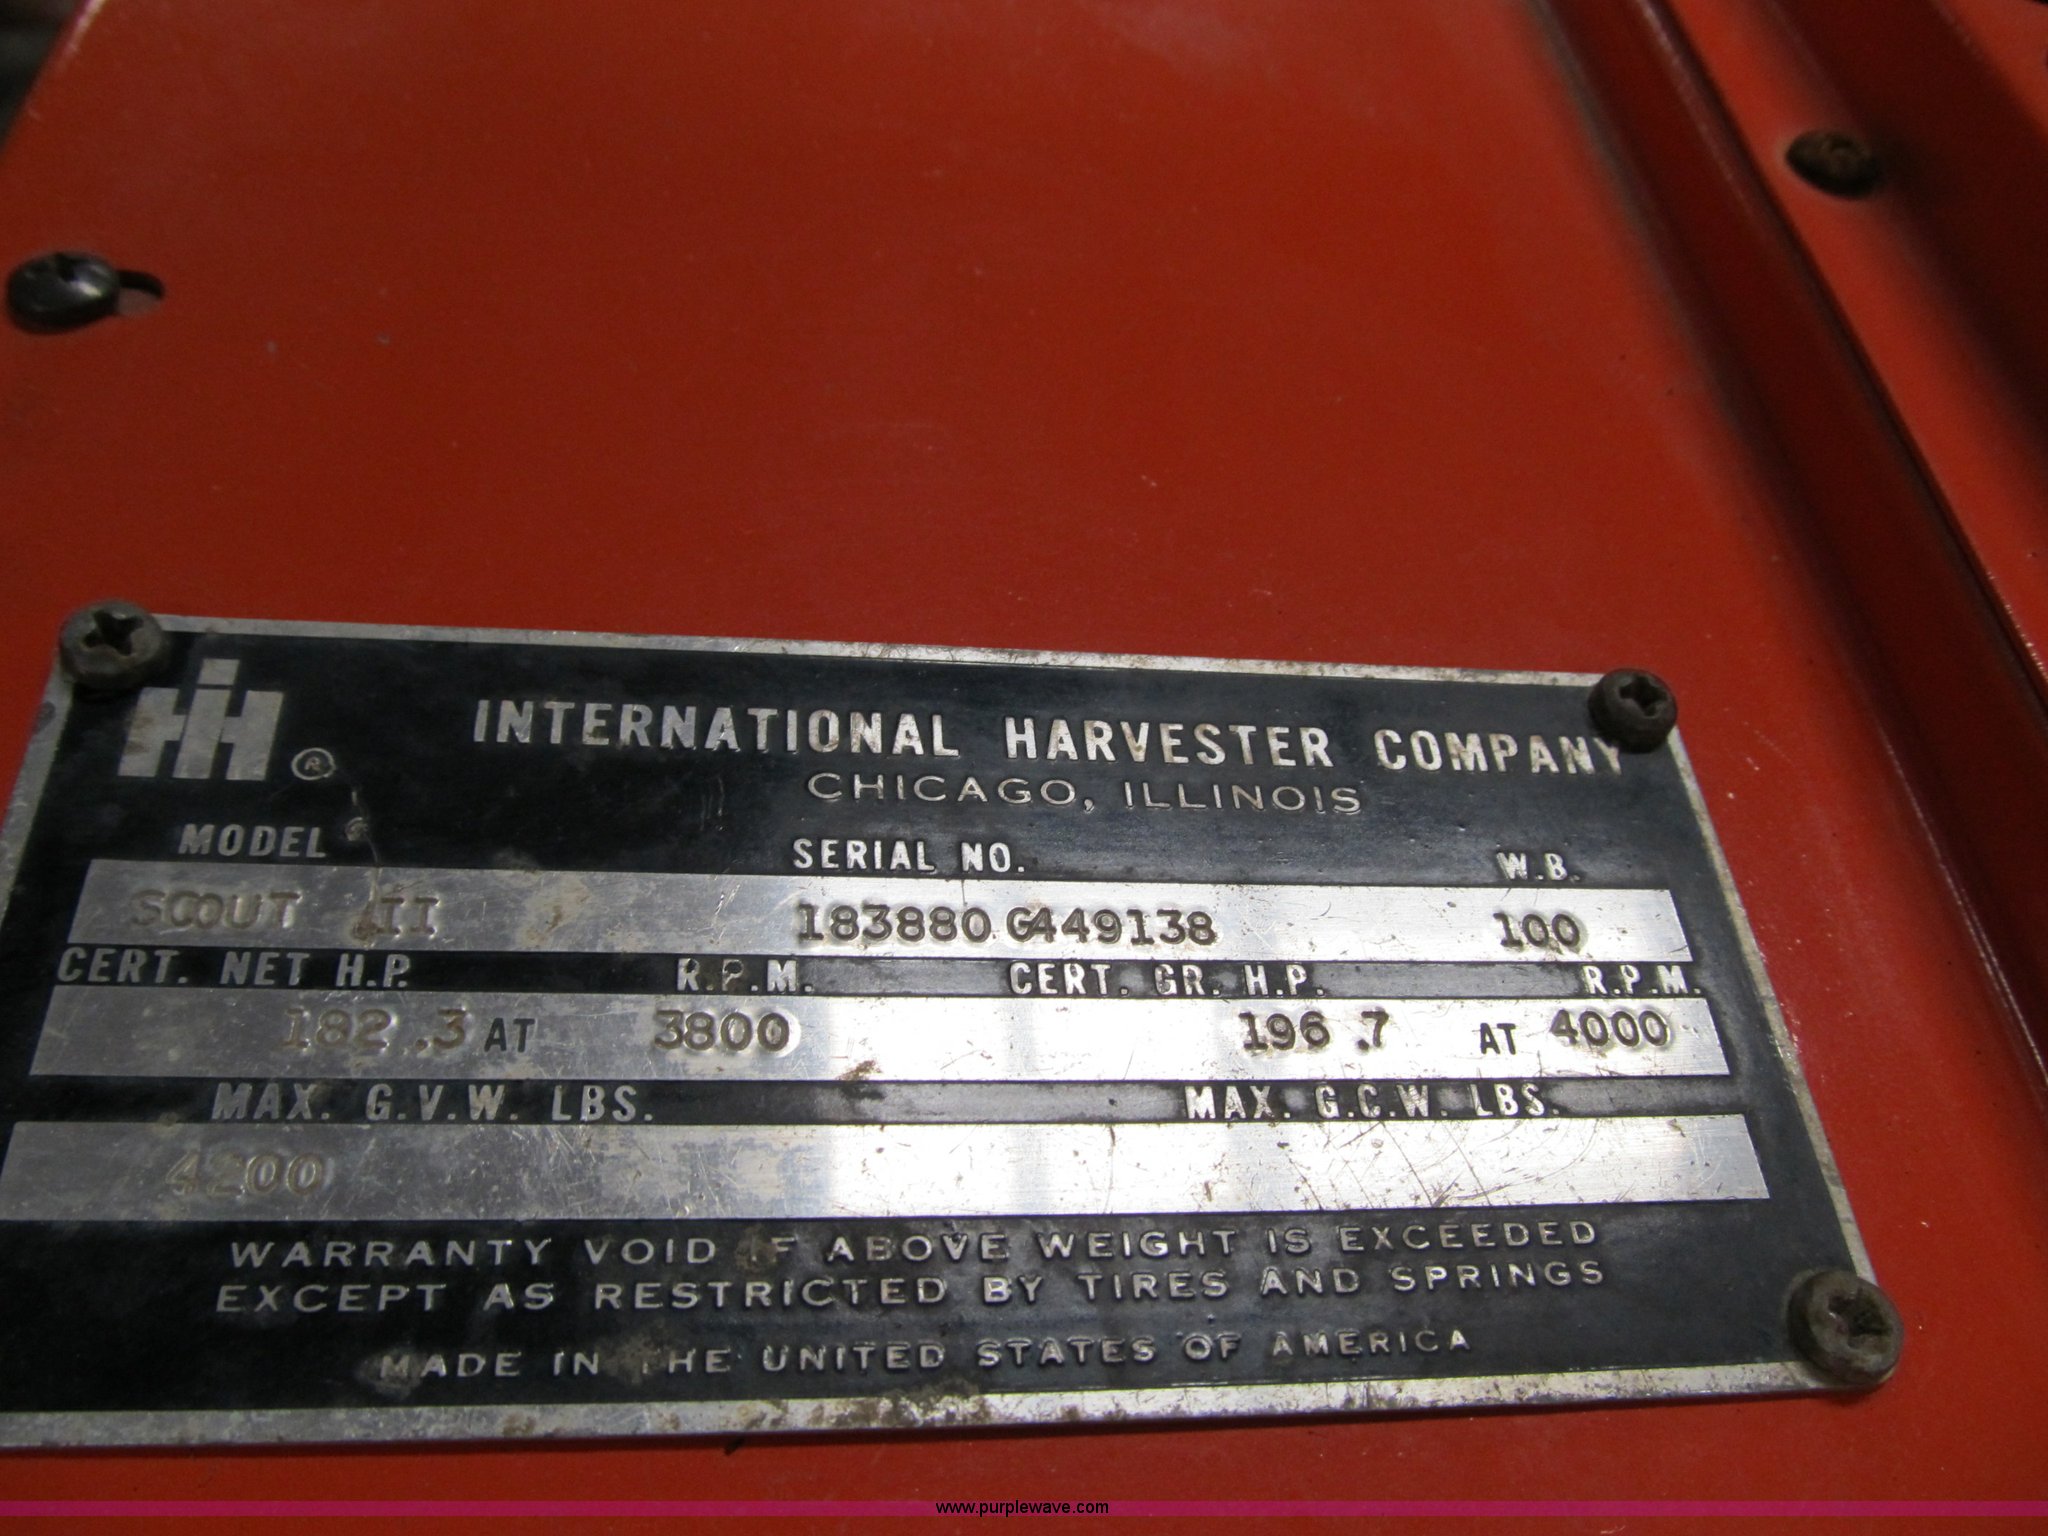 IH ®
INTERNATIONAL HARVESTER COMPANY
CHICAGO, ILLINOIS
MODEL SERIAL NO. W.B.
SCOUT II 183880 G449138 100
CERT. NET H.P. R.P.M. CERT. GR. H.P. R.P.M.
182.3 AT 3800 196.7 AT 4000
MAX. G.V.W. LBS. MAX. G.C.W. LBS.
4200
WARRANTY VOID IF ABOVE WEIGHT IS EXCEEDED
EXCEPT AS RESTRICTED BY TIRES AND SPRINGS
MADE IN THE UNITED STATES OF AMERICA
www.purplewave.com